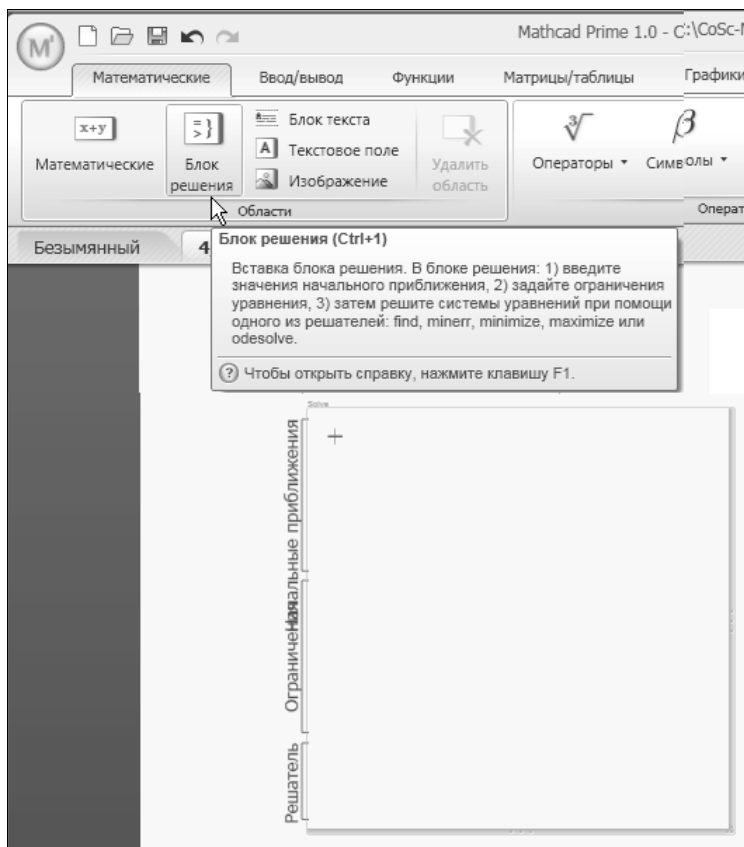 Mathcad Prime 1.0 - C:\CoSc-
Математические Ввод/вывод Функции Матрицы/таблицы Графики
x+y
Математические
Блок
решения
Блок текста
A Текстовое поле
Изображение
Удалить
область
Операторы
Символы
Области
Операт
Безымянный 4
Блок решения (Ctrl+1)
Вставка блока решения. В блоке решения: 1) введите
значения начального приближения, 2) задайте ограничения
уравнения, 3) затем решите системы уравнений при помощи
одного из решателей: find, minerr, minimize, maximize или
odesolve.
Чтобы открыть справку, нажмите клавишу F1.
Solve
Начальные приближения
Ограничения
Решатель